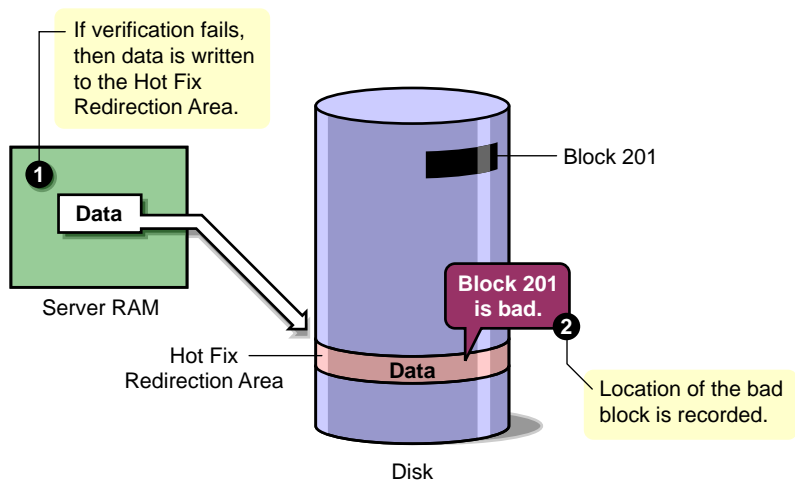 If verification fails,
then data is written
to the Hot Fix
Redirection Area.
1
Data
Server RAM
Block 201
Block 201
is bad.
2
Hot Fix
Redirection Area
Data
Location of the bad
block is recorded.
Disk